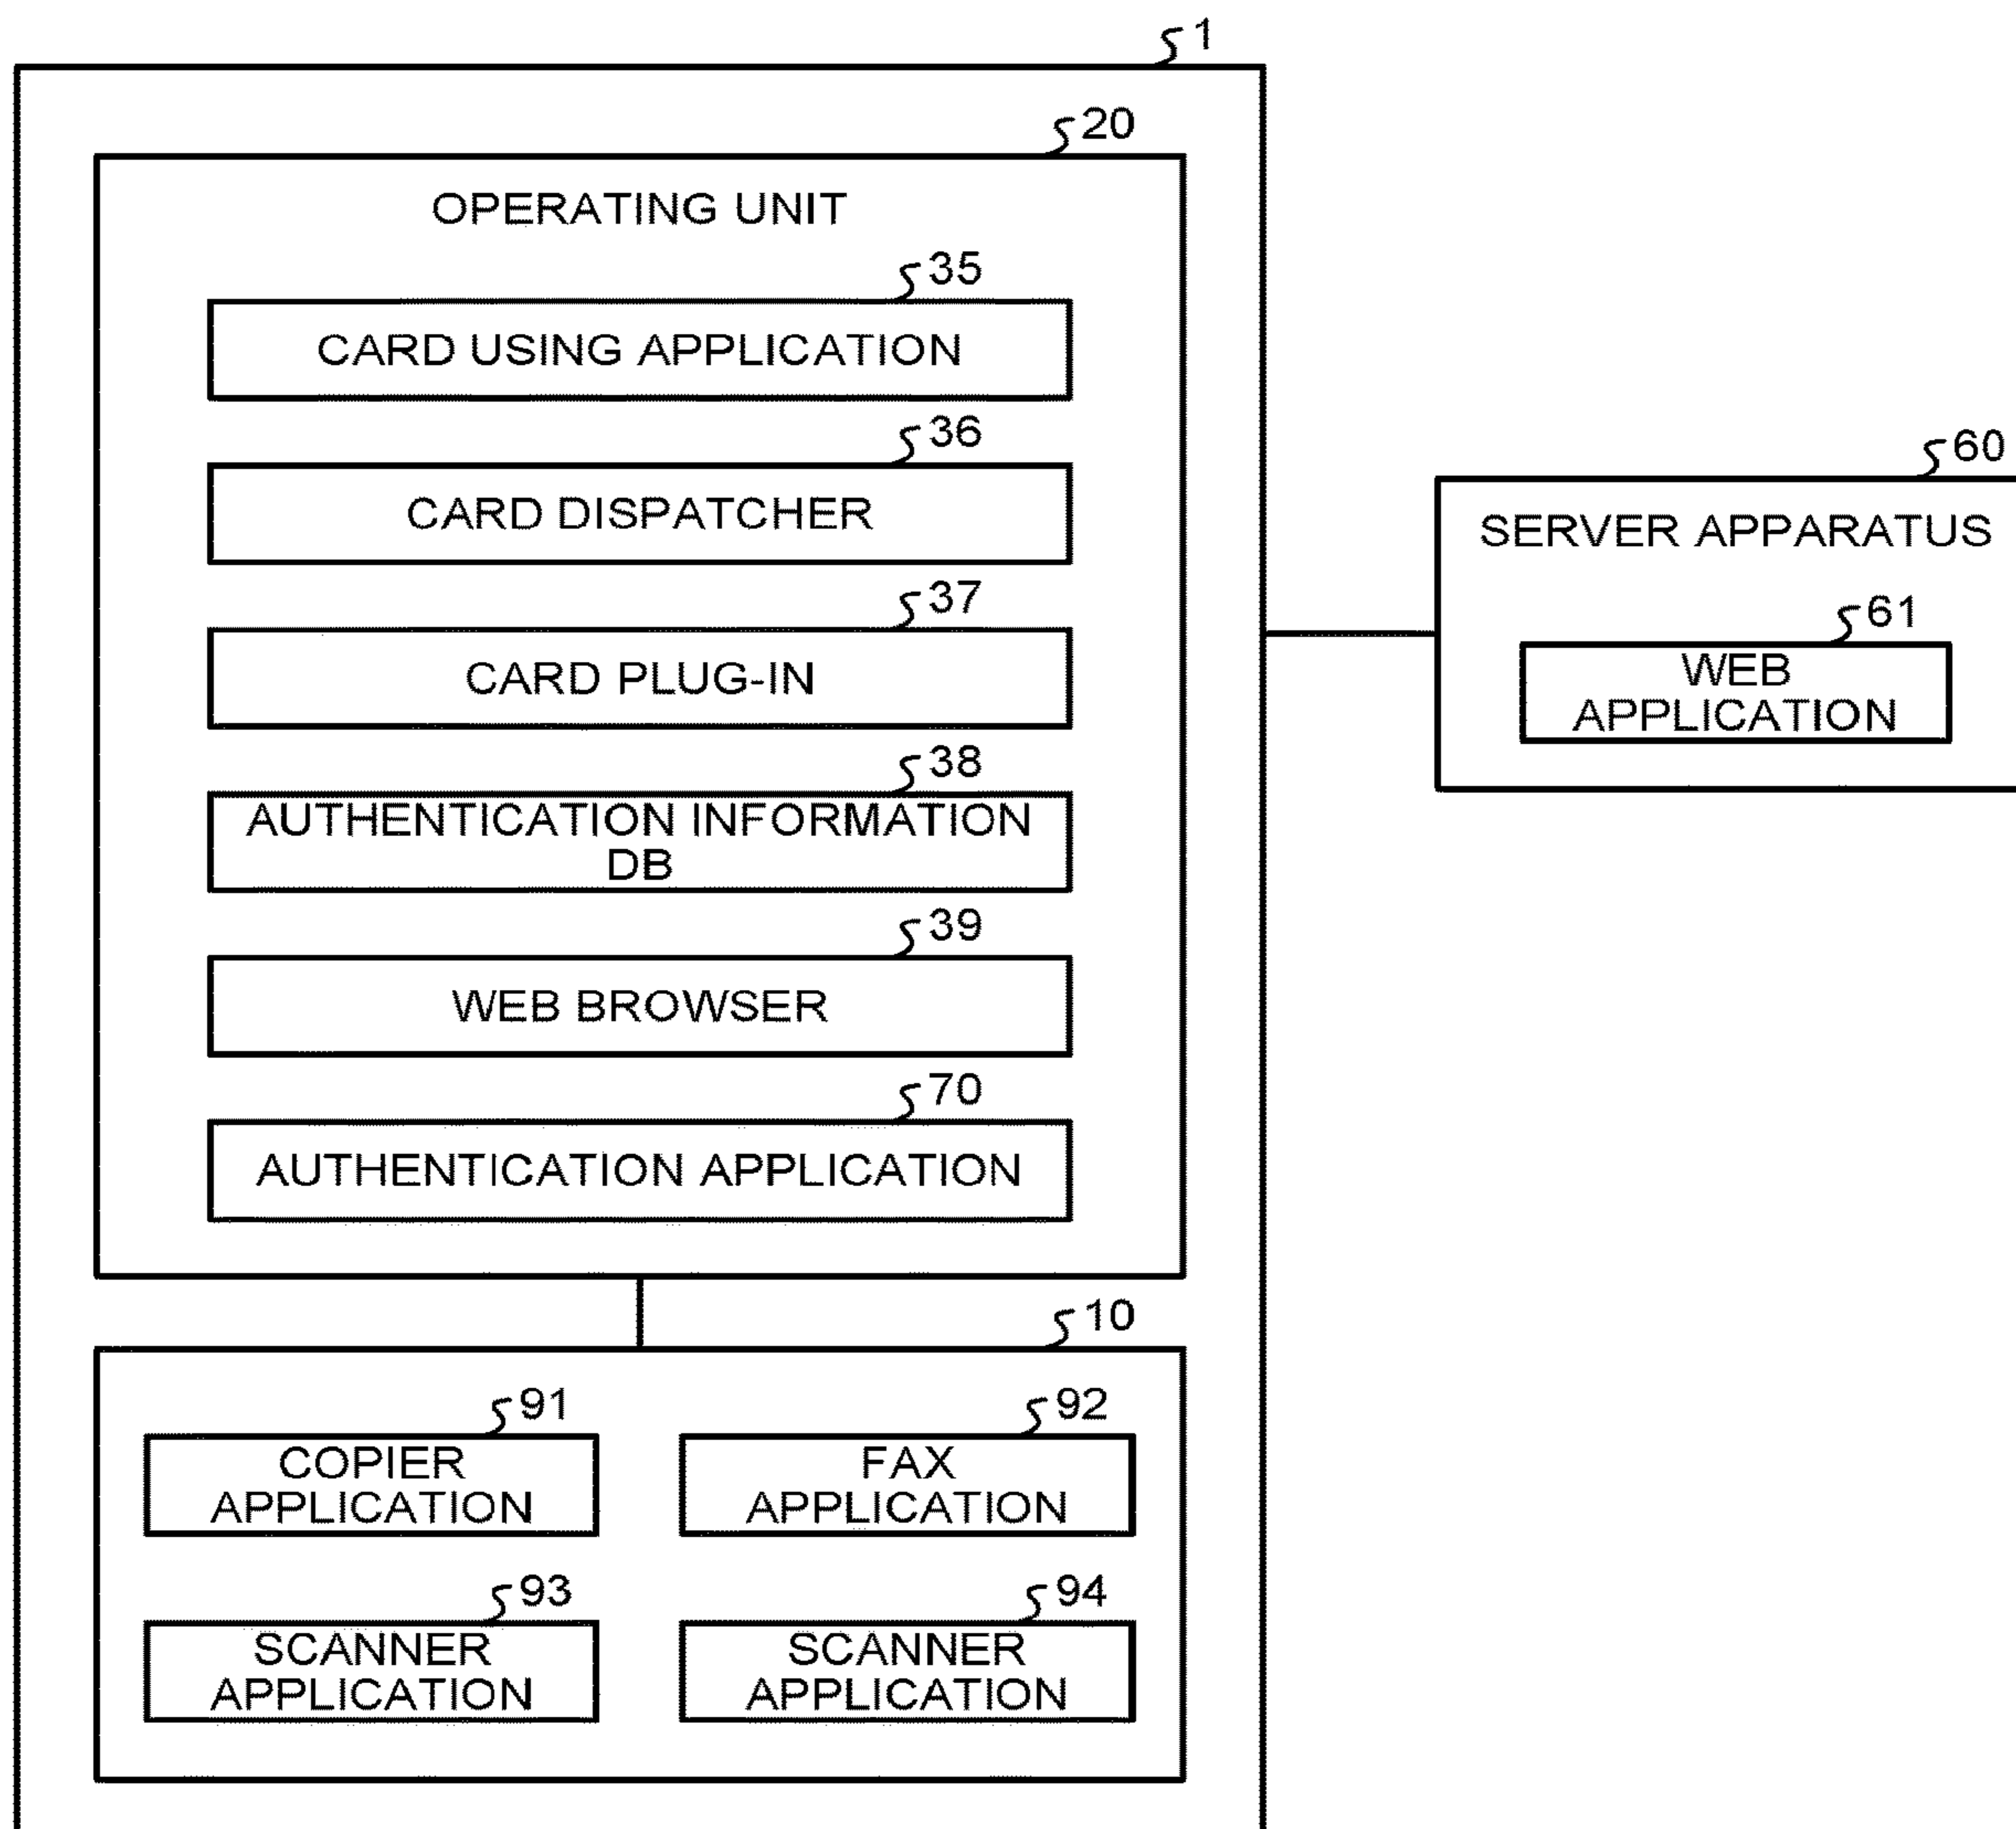 1
20
OPERATING UNIT
35
CARD USING APPLICATION
36
CARD DISPATCHER
37
CARD PLUG-IN
38
AUTHENTICATION INFORMATION
DB
39
WEB BROWSER
70
AUTHENTICATION APPLICATION
60
SERVER APPARATUS
61
WEB
APPLICATION
10
91
COPIER
APPLICATION
92
FAX
APPLICATION
93
SCANNER
APPLICATION
94
SCANNER
APPLICATION